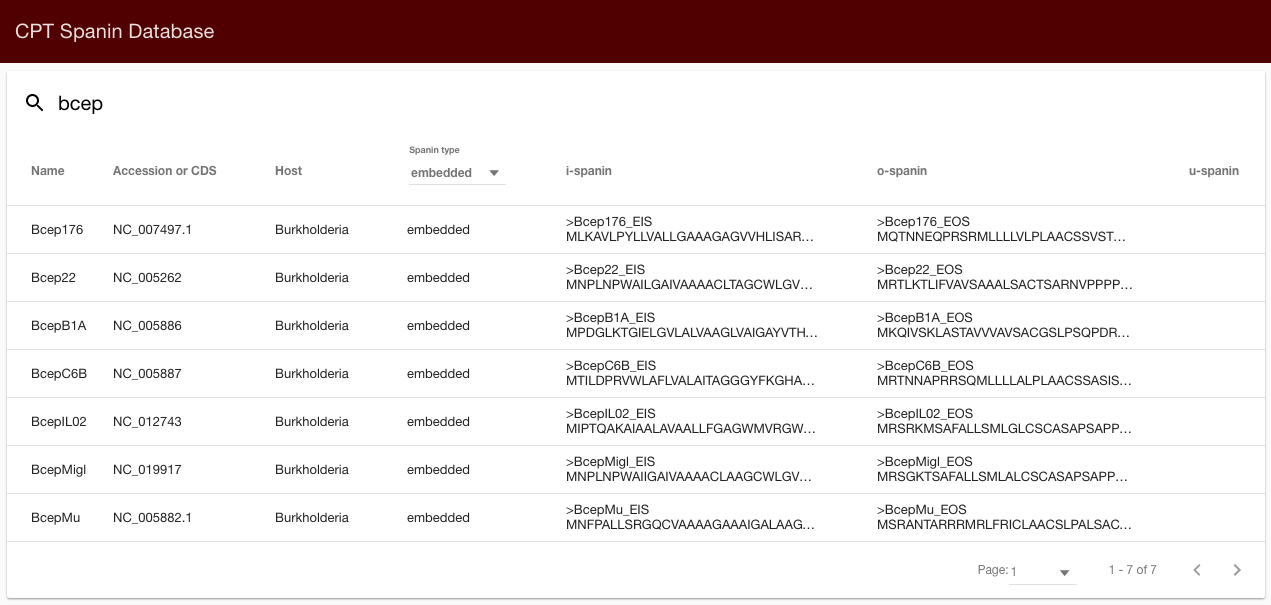 CPT Spanin Database
bcep
Spanin type
Name Accession or CDS Host embedded i-spanin o-spanin u-spanin
>Bcep176_EIS >Bcep176_EOS
Bcep176 NC_007497.1 Burkholderia embedded
MLKAVLPYLLVALLGAAAGAGVVHLISAR... MQTNNEQPRSRMLLLLVLPLAACSSVST...
>Bcep22_EIS >Bcep22_EOS
Bcep22 NC_005262 Burkholderia embedded
MNPLNPWAILGAIVAAAACLTAGCWLGV... MRTLKTLIFVAVSAAALSACTSARNVPPPP...
>BcepB1A_EIS >BcepB1A_EOS
BcepB1A NC_005886 Burkholderia embedded
MPDGLKTGIELGVLALVAAGLVAIGAYVTH... MKQIVSKLASTAVVVAVSACGSLPSQPDR...
>BcepC6B_EIS >BcepC6B_EOS
BcepC6B NC_005887 Burkholderia embedded
MTILDPRVWLAFLVALAITAGGGYFKGHA... MRTNNAPRRSQMLLLLALPLAACSSASIS...
>BcepIL02_EIS >BcepIL02_EOS
BcepIL02 NC_012743 Burkholderia embedded
MIPTQAKAIAALAVAALLFGAGWMVRGW... MRSRKMSAFALLSMLGLCSCASAPSAPP...
>BcepMigl_EIS >BcepMigl_EOS
BcepMigl NC_019917 Burkholderia embedded
MNPLNPWAIIGAIVAAAACLAAGCWLGV... MRSGKTSAFALLSMLALCSCASAPSAPP...
>BcepMu_EIS >BcepMu_EOS
BcepMu NC_005882.1 Burkholderia embedded
MNFPALLSRGQCVAAAAGAAAIGALAAG... MSRANTARRRMRLFRICLAACSLPALSAC...
Page: 1 1 - 7 of 7